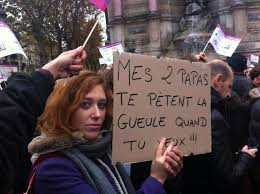 MES 2 PAPAS
TE PÈTENT LA
GUEULE QUAND
TU VEUX !!!